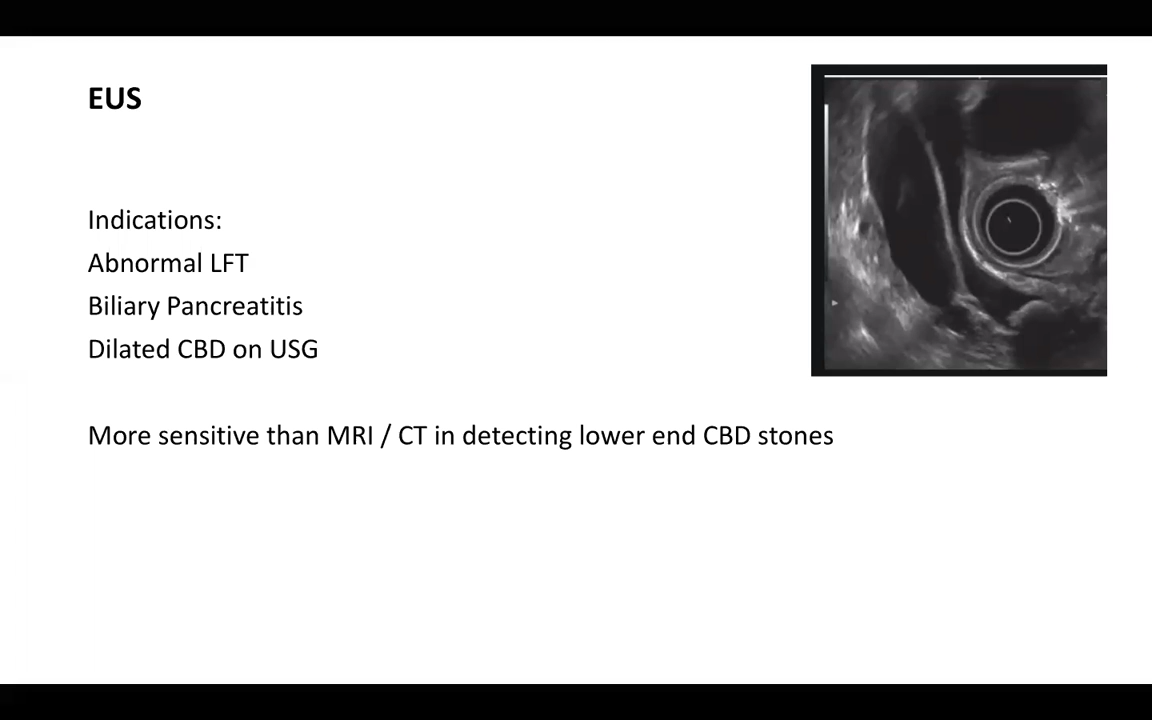 EUS
Indications:
Abnormal LFT
Biliary Pancreatitis
Dilated CBD on USG
More sensitive than MRI / CT in detecting lower end CBD stones